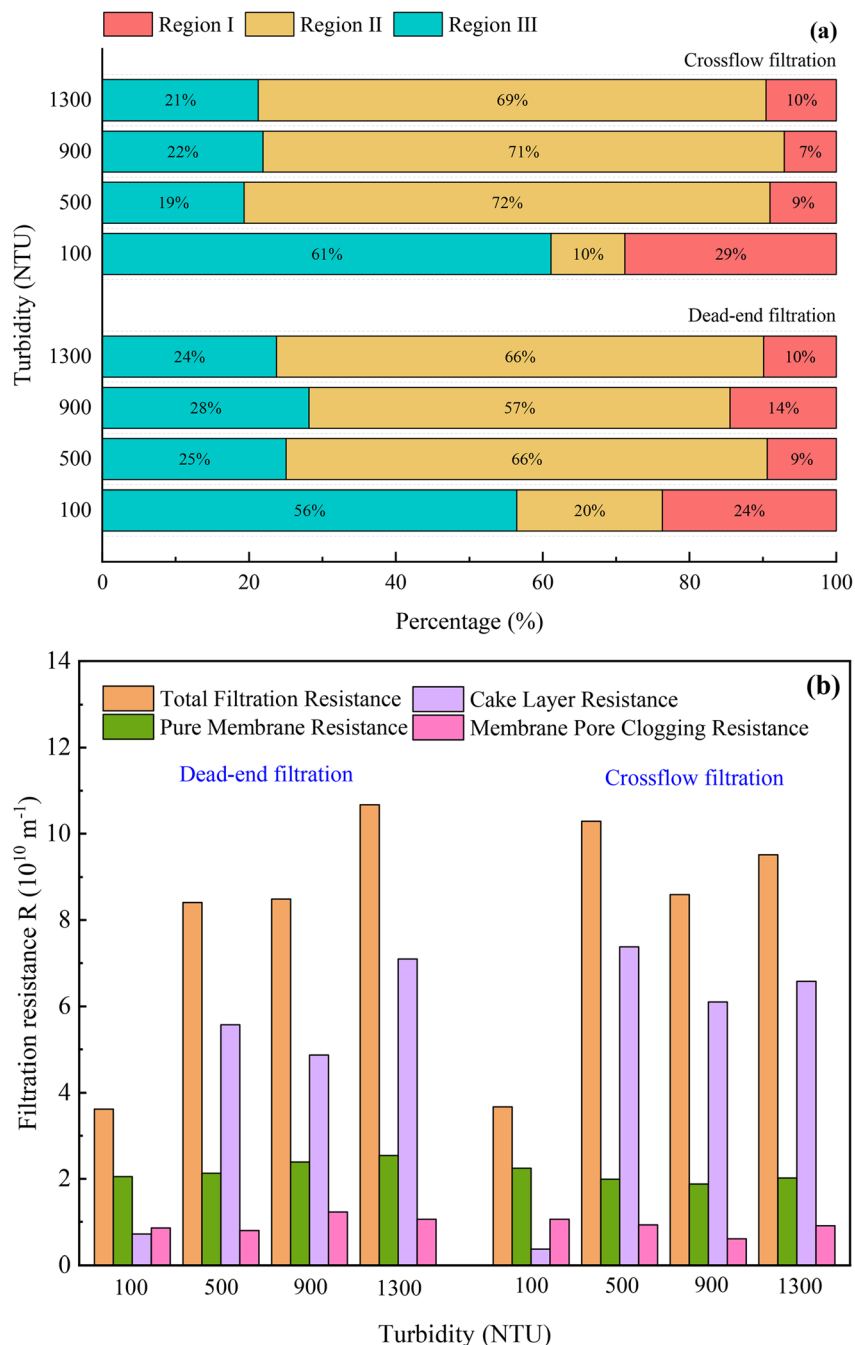 Region I Region II Region III
(a)
Crossflow filtration
1300 21% 69% 10%
900 22% 71% 7%
500 19% 72% 9%
100 61% 10% 29%
Dead-end filtration
1300 24% 66% 10%
900 28% 57% 14%
500 25% 66% 9%
100 56% 20% 24%
Turbidity (NTU)
0 20 40 60 80 100
Percentage (%)
(b)
Total Filtration Resistance Cake Layer Resistance
Pure Membrane Resistance Membrane Pore Clogging Resistance
Dead-end filtration Crossflow filtration
14
12
10
8
6
4
2
0
Filtration resistance R (10¹⁰ m⁻¹)
100 500 900 1300 100 500 900 1300
Turbidity (NTU)